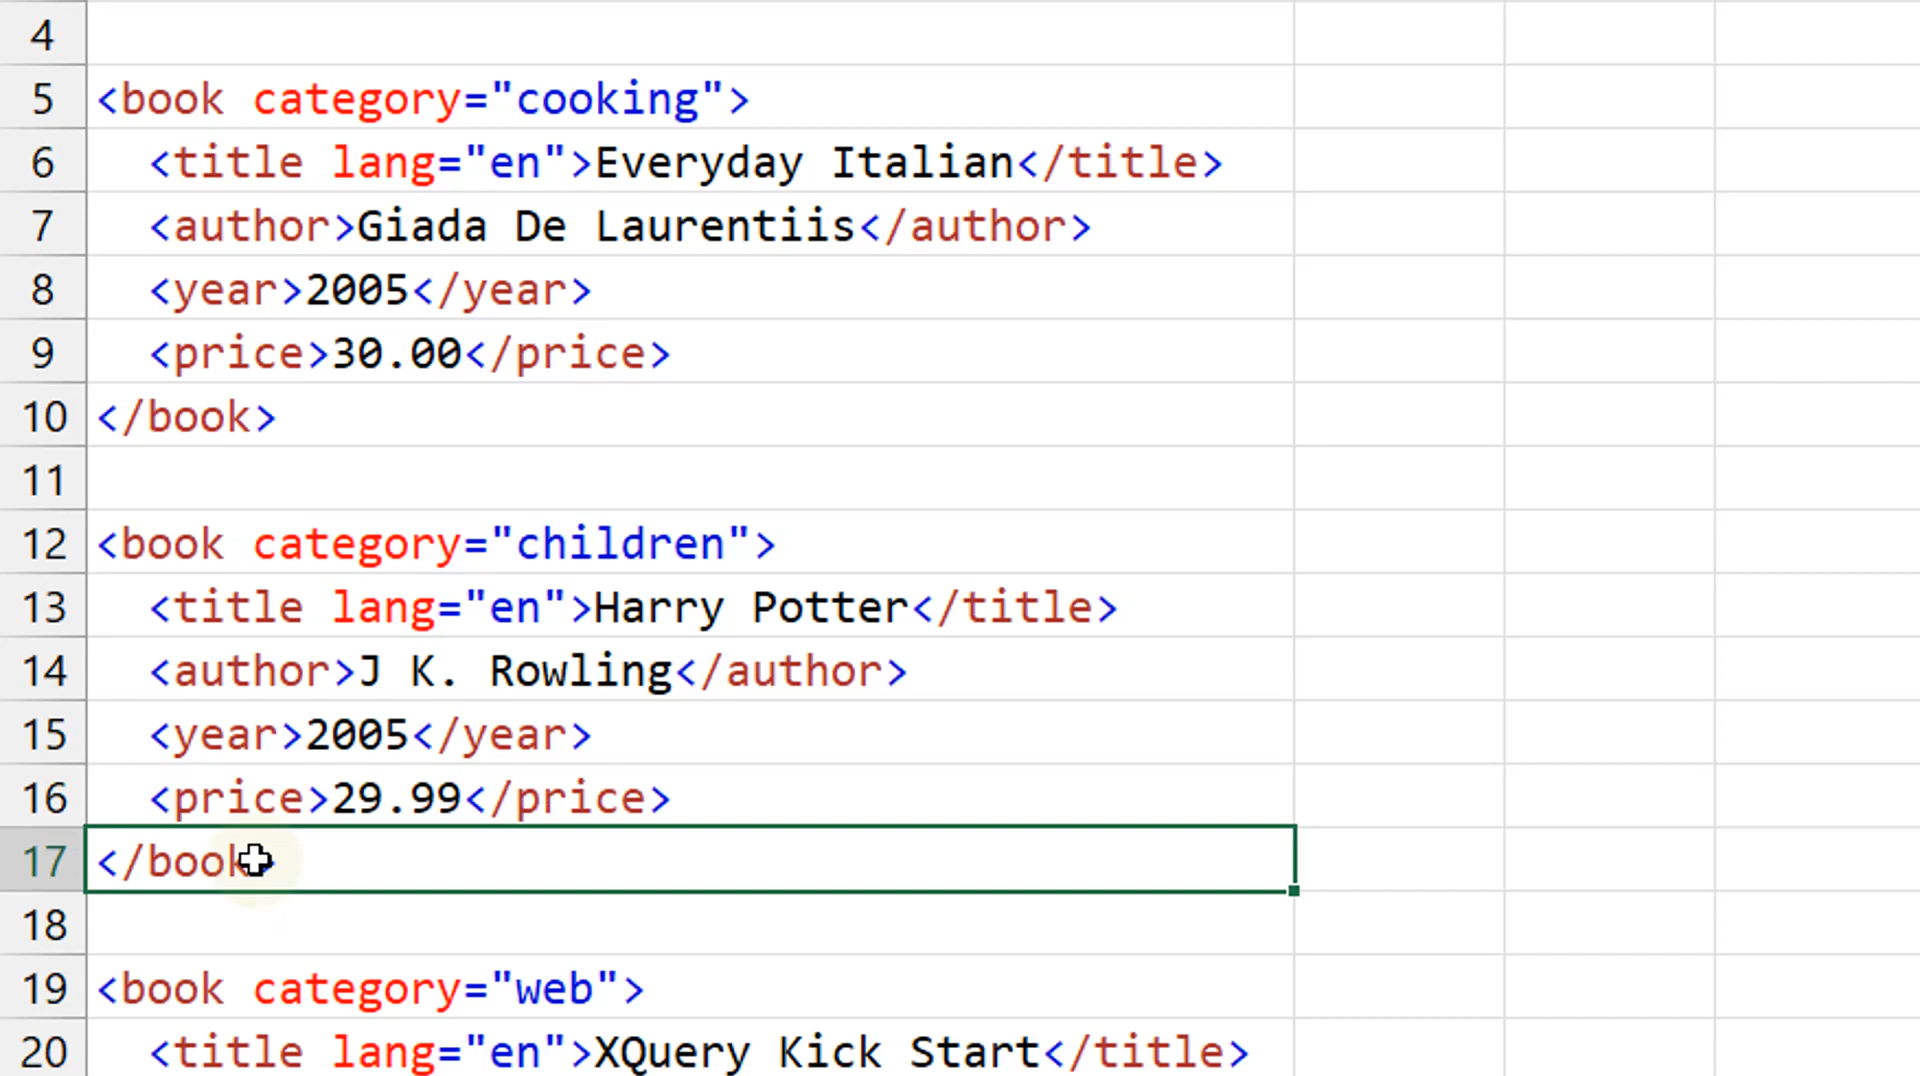 4
5 <book category="cooking">
6 <title lang="en">Everyday Italian</title>
7 <author>Giada De Laurentiis</author>
8 <year>2005</year>
9 <price>30.00</price>
10 </book>
11
12 <book category="children">
13 <title lang="en">Harry Potter</title>
14 <author>J K. Rowling</author>
15 <year>2005</year>
16 <price>29.99</price>
17 </book>
18
19 <book category="web">
20 <title lang="en">XQuery Kick Start</title>